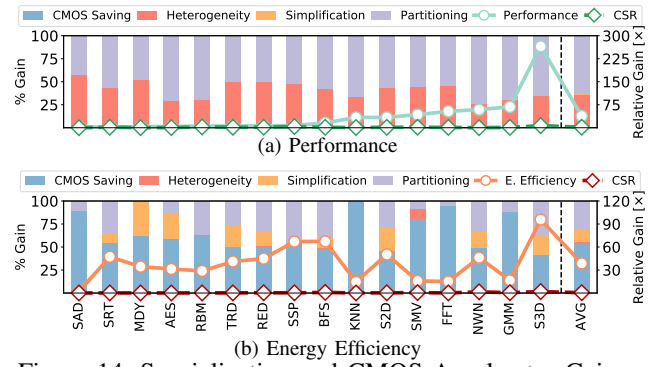 CMOS Saving Heterogeneity Simplification Partitioning Performance CSR
% Gain
100
75
50
25
300
225
150
75
Relative Gain [×]
(a) Performance
CMOS Saving Heterogeneity Simplification Partitioning E. Efficiency CSR
% Gain
100
75
50
25
120
90
60
30
Relative Gain [×]
SAD SRT MDY AES RBM TRD RED SSP BFS KNN S2D SMV FFT NWN GMM S3D AVG
(b) Energy Efficiency